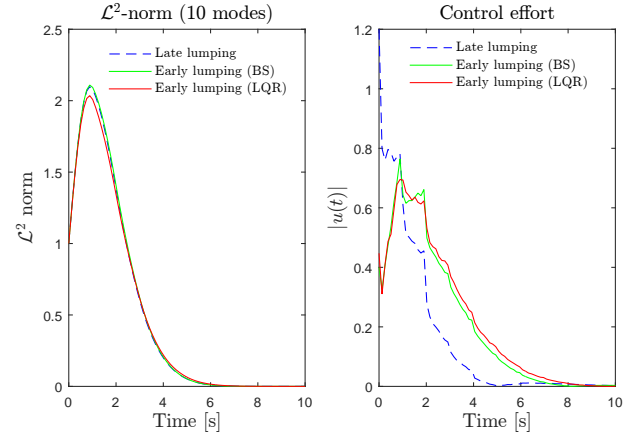 ℒ²-norm (10 modes)
2.5
2
1.5
1
0.5
0
0 2 4 6 8 10
ℒ² norm
Time [s]
Late lumping
Early lumping (BS)
Early lumping (LQR)
Control effort
1.2
1
0.8
0.6
0.4
0.2
0
0 2 4 6 8 10
|u(t)|
Time [s]
Late lumping
Early lumping (BS)
Early lumping (LQR)